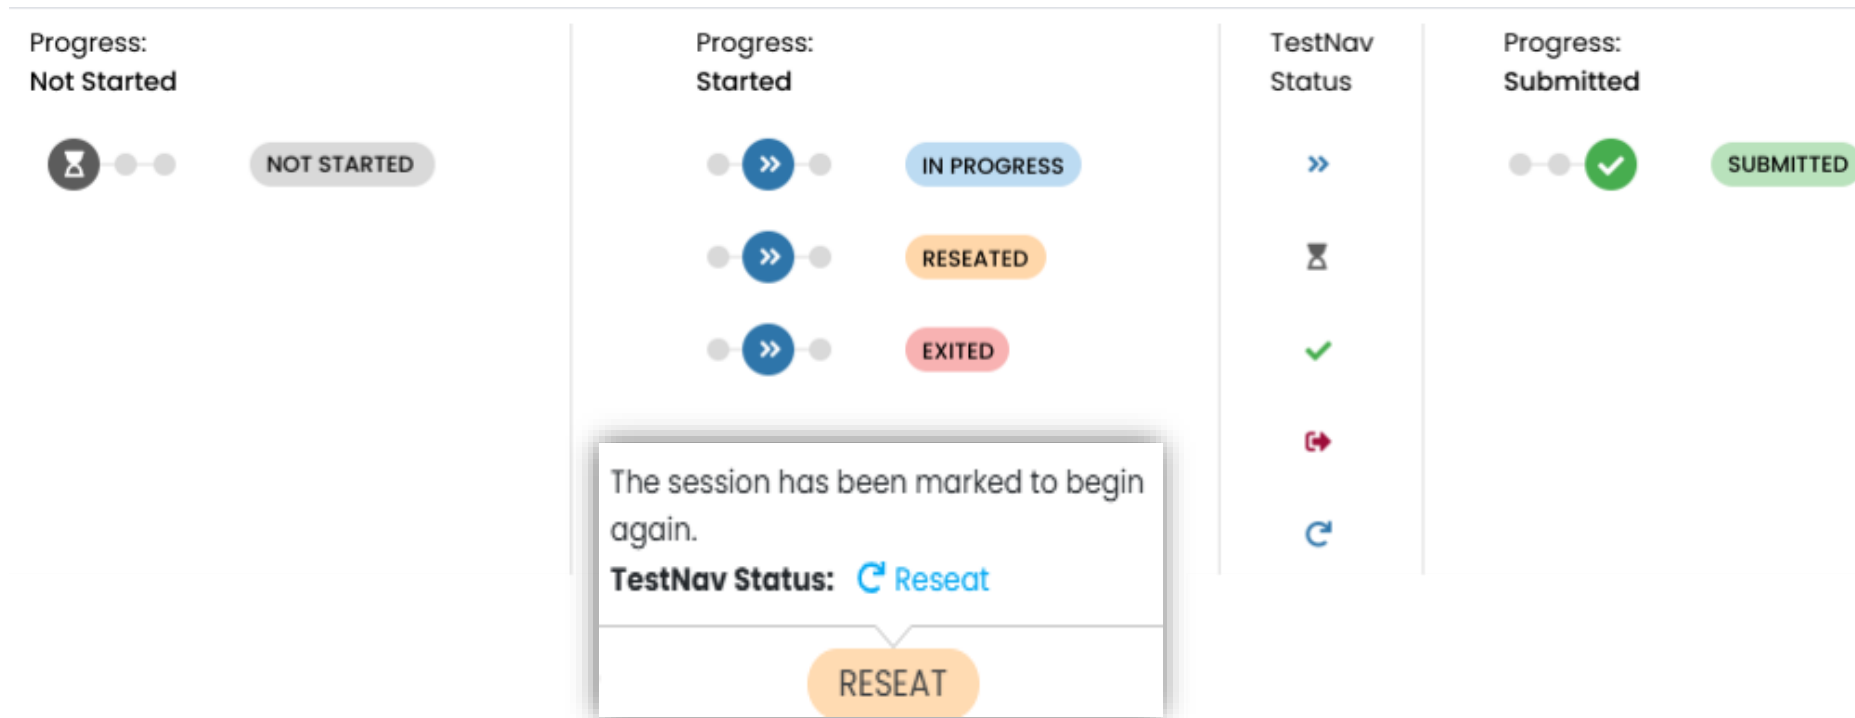 Progress:
Not Started
NOT STARTED
Progress:
Started
IN PROGRESS
RESEATED
EXITED
The session has been marked to begin
again.
TestNav Status: Reseat
RESEAT
TestNav
Status
Progress:
Submitted
SUBMITTED